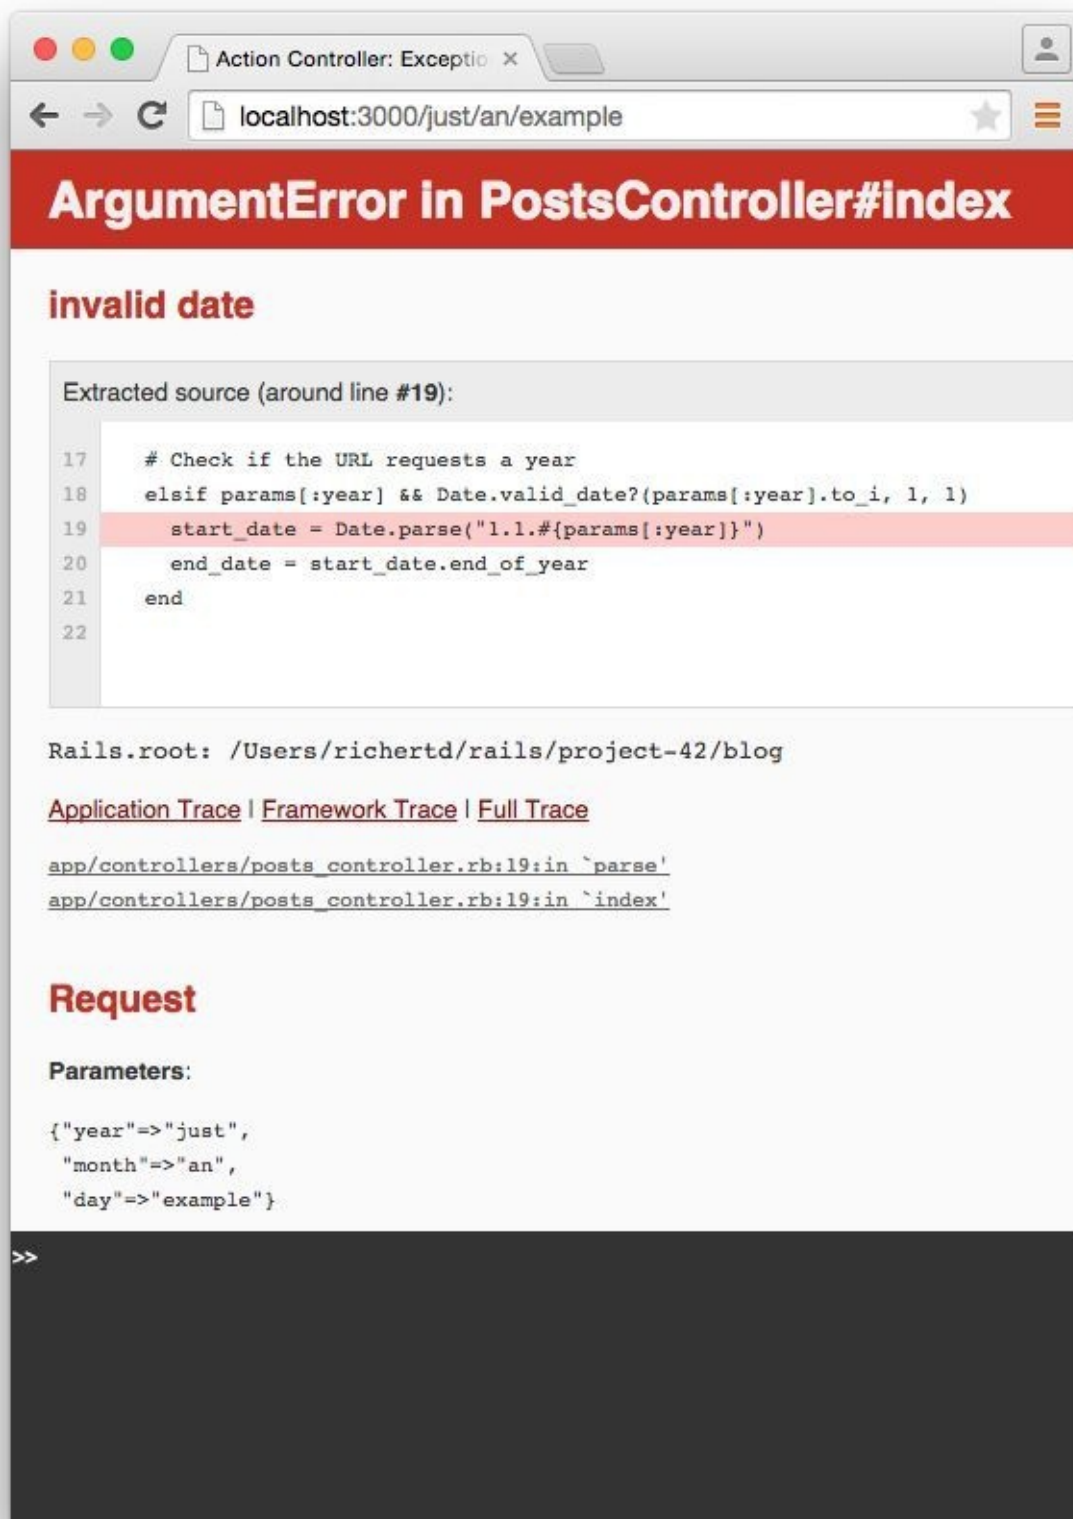 Action Controller: Exceptio
localhost:3000/just/an/example
ArgumentError in PostsController#index
invalid date
Extracted source (around line #19):
17 # Check if the URL requests a year
18 elsif params[:year] && Date.valid_date?(params[:year].to_i, 1, 1)
19 start_date = Date.parse("1.1.#{params[:year]}")
20 end_date = start_date.end_of_year
21 end
22
Rails.root: /Users/richertd/rails/project-42/blog
Application Trace | Framework Trace | Full Trace
app/controllers/posts_controller.rb:19:in `parse'
app/controllers/posts_controller.rb:19:in `index'
Request
Parameters:
{"year"=>"just",
"month"=>"an",
"day"=>"example"}
>>